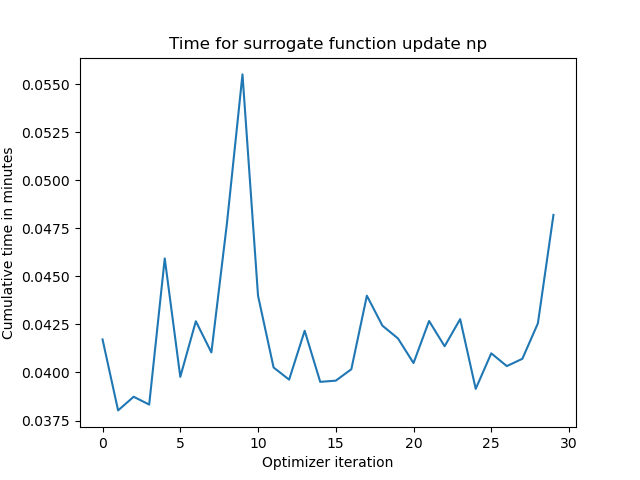 Time for surrogate function update np
Cumulative time in minutes
0.0550
0.0525
0.0500
0.0475
0.0450
0.0425
0.0400
0.0375
0 5 10 15 20 25 30
Optimizer iteration